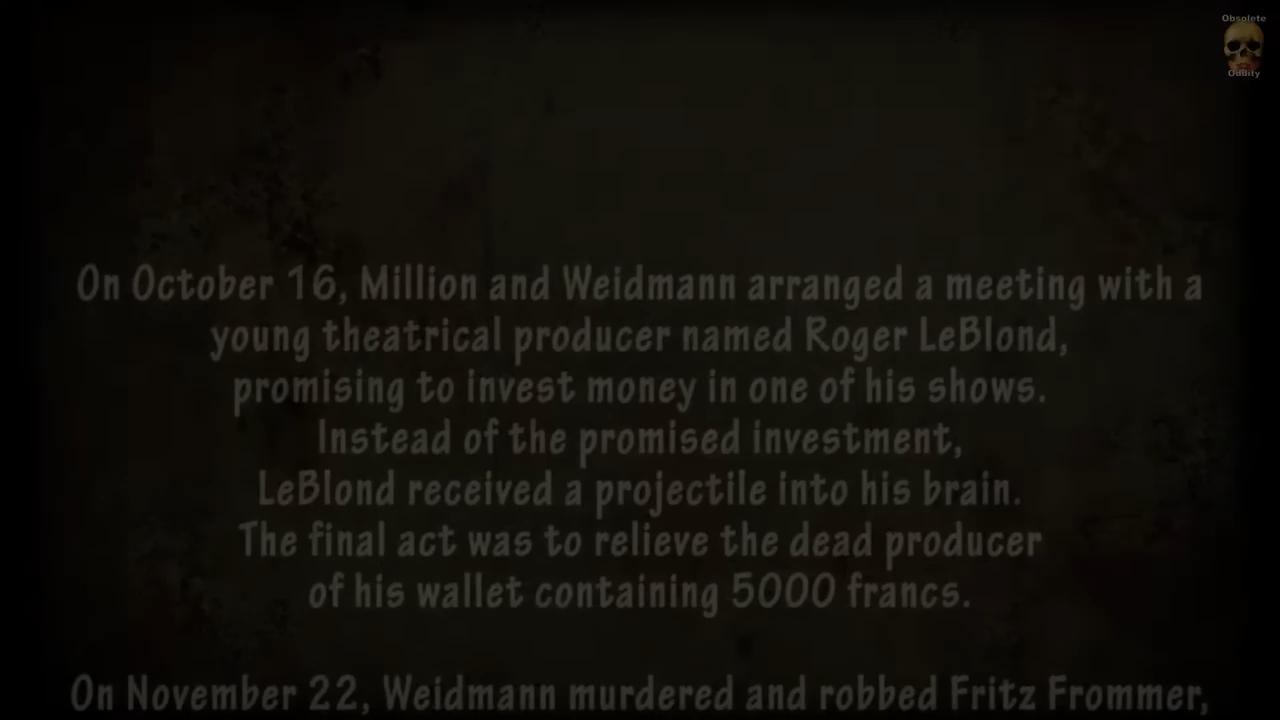 Obsolete
Oddity
On October 16, Million and Weidmann arranged a meeting with a
young theatrical producer named Roger LeBlond,
promising to invest money in one of his shows.
Instead of the promised investment,
LeBlond received a projectile into his brain.
The final act was to relieve the dead producer
of his wallet containing 5000 francs.
On November 22, Weidmann murdered and robbed Fritz Frommer,